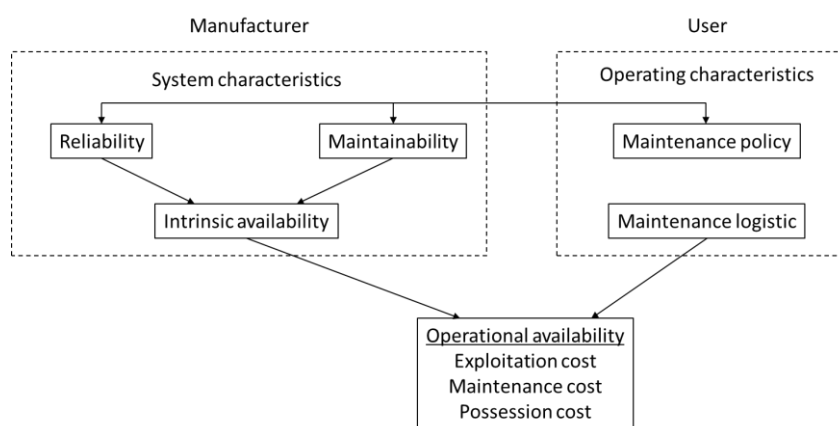 Manufacturer
User
System characteristics
Operating characteristics
Reliability
Maintainability
Maintenance policy
Intrinsic availability
Maintenance logistic
Operational availability
Exploitation cost
Maintenance cost
Possession cost